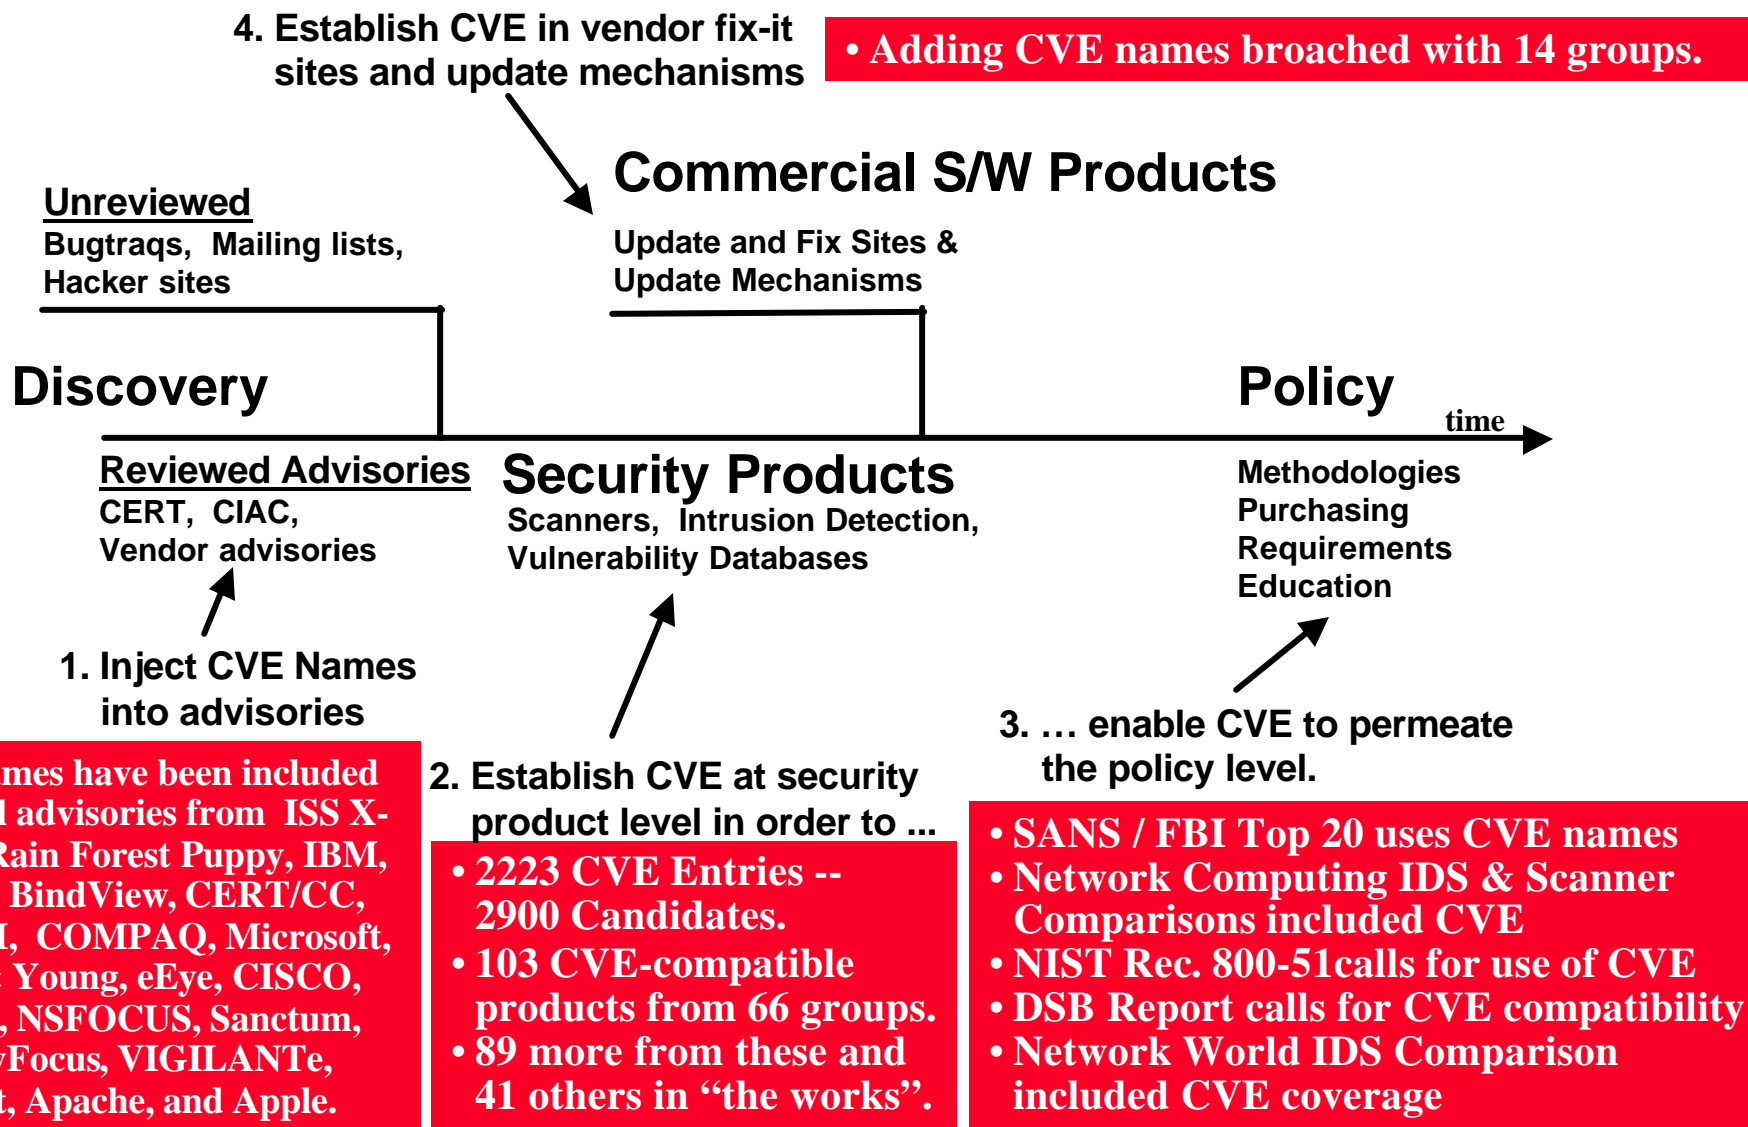 4. Establish CVE in vendor fix-it
sites and update mechanisms
• Adding CVE names broached with 14 groups.
Commercial S/W Products
Unreviewed
Bugtraqs, Mailing lists,
Hacker sites
Update and Fix Sites &
Update Mechanisms
Discovery
Policy
time
Reviewed Advisories
CERT, CIAC,
Vendor advisories
Security Products
Scanners, Intrusion Detection,
Vulnerability Databases
Methodologies
Purchasing
Requirements
Education
1. Inject CVE Names
into advisories
have been included
advisories from ISS X-
Rain Forest Puppy, IBM,
BindView, CERT/CC,
COMPAQ, Microsoft,
Young, eEye, CISCO,
NSFOCUS, Sanctum,
VIGILANTe,
Apache, and Apple.
2. Establish CVE at security
product level in order to ...
• 2223 CVE Entries --
2900 Candidates.
• 103 CVE-compatible
products from 66 groups.
• 89 more from these and
41 others in “the works”.
3. … enable CVE to permeate
the policy level.
• SANS / FBI Top 20 uses CVE names
• Network Computing IDS & Scanner
Comparisons included CVE
• NIST Rec. 800-51calls for use of CVE
• DSB Report calls for CVE compatibility
• Network World IDS Comparison
included CVE coverage